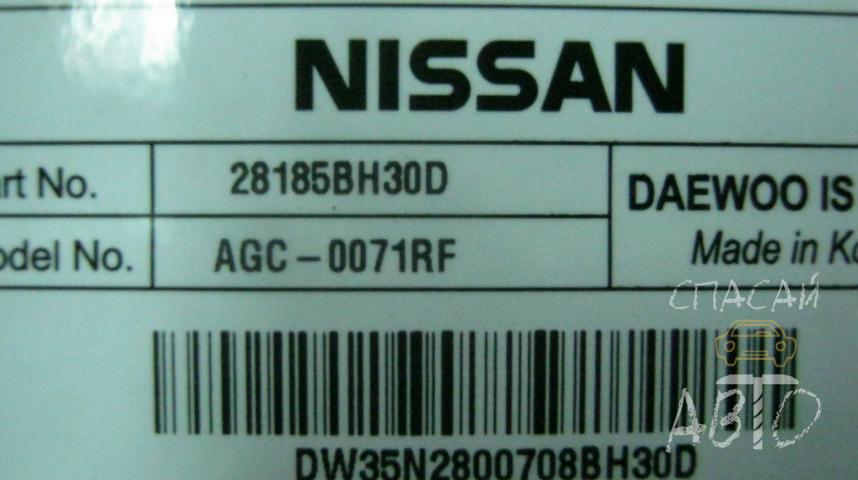 NISSAN
rt No. 28185BH30D
odel No. AGC-0071RF
DAEWOO IS
Made in Ko
СПАСАЙ
АВТО
DW35N2800708BH30D